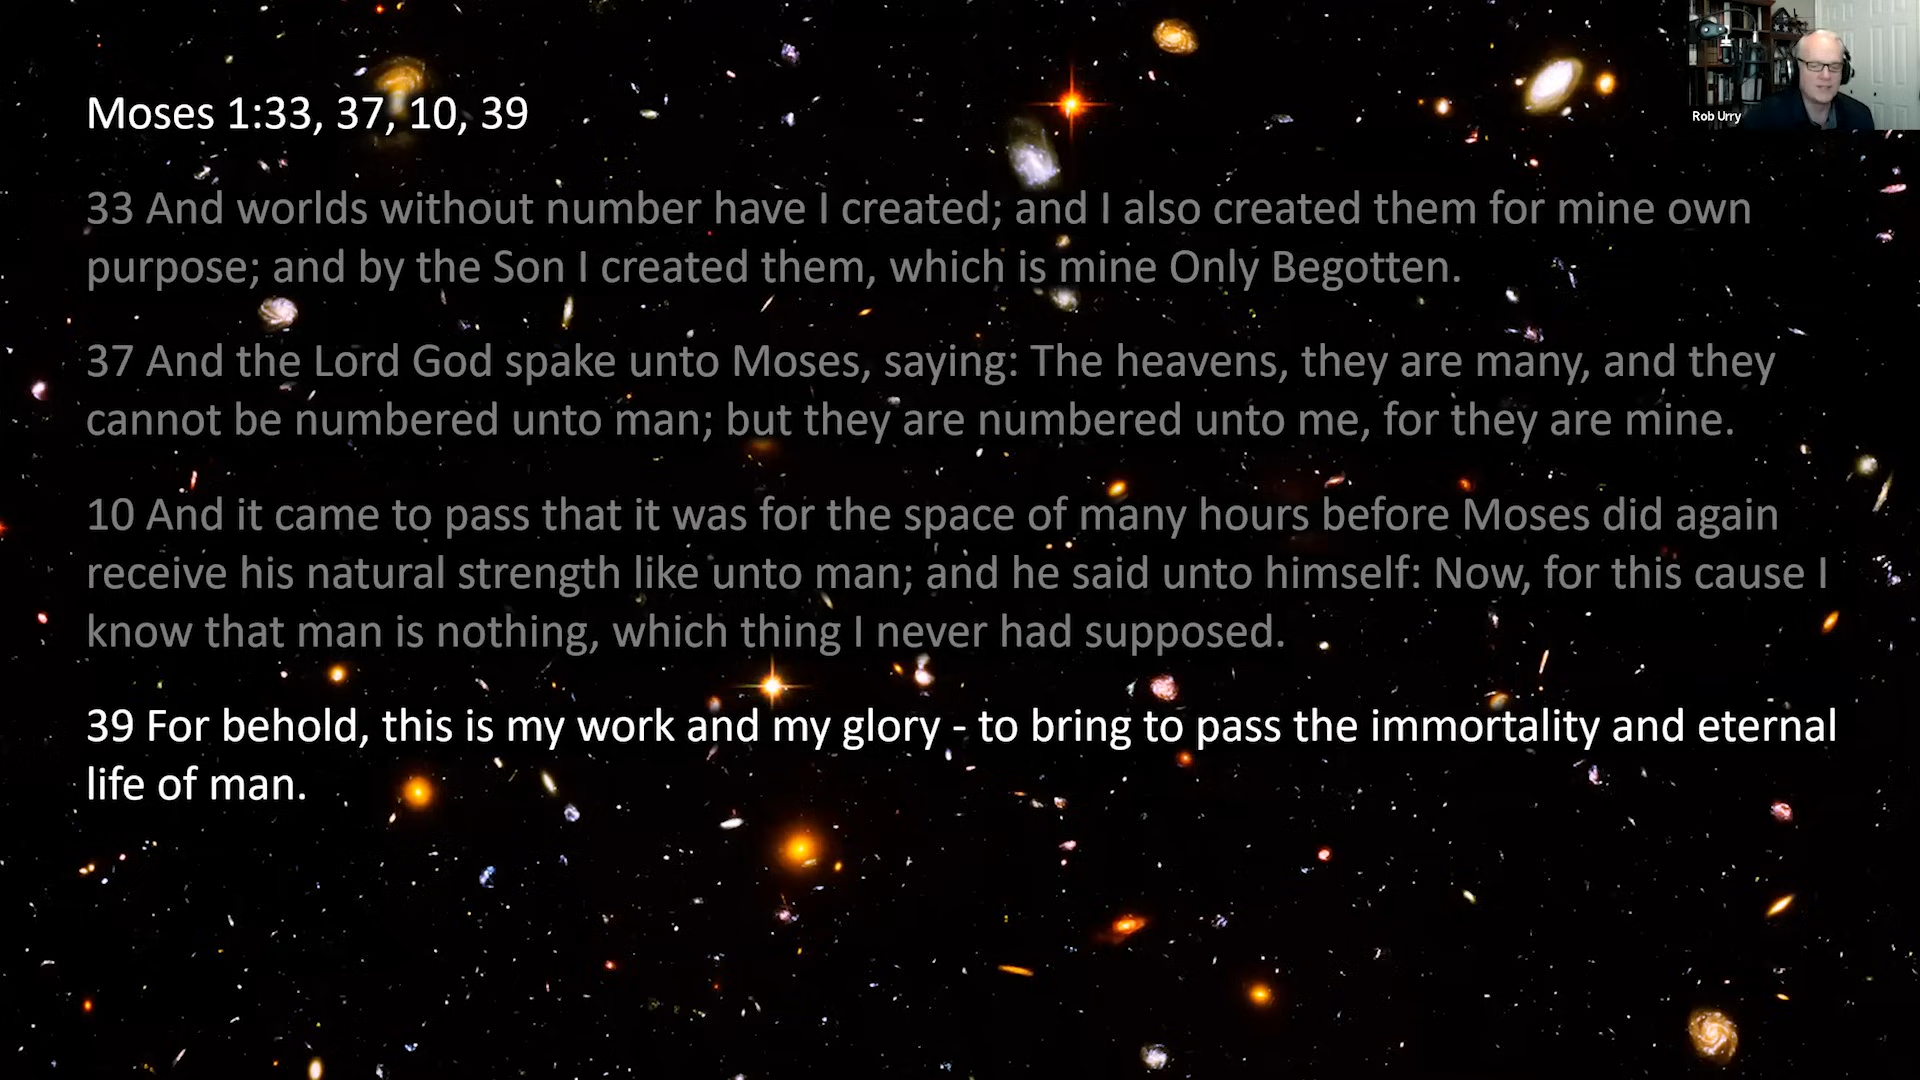 Moses 1:33, 37, 10, 39
Rob Urry
33 And worlds without number have I created; and I also created them for mine own
purpose; and by the Son I created them, which is mine Only Begotten.
37 And the Lord God spake unto Moses, saying: The heavens, they are many, and they
cannot be numbered unto man; but they are numbered unto me, for they are mine.
10 And it came to pass that it was for the space of many hours before Moses did again
receive his natural strength like unto man; and he said unto himself: Now, for this cause I
know that man is nothing, which thing I never had supposed.
39 For behold, this is my work and my glory - to bring to pass the immortality and eternal
life of man.